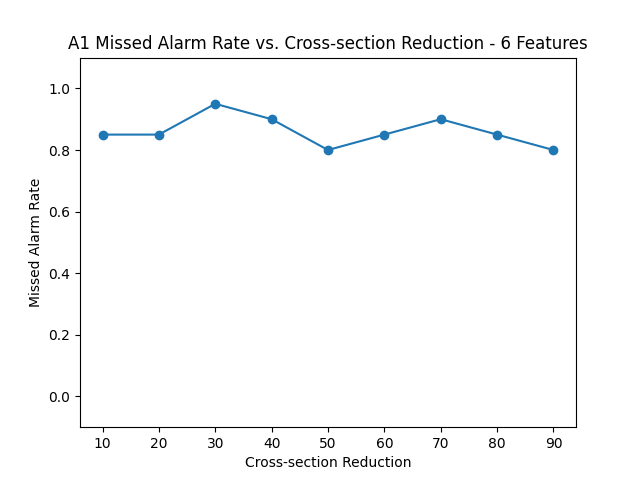 A1 Missed Alarm Rate vs. Cross-section Reduction - 6 Features
1.0
0.8
0.6
0.4
0.2
0.0
Missed Alarm Rate
10 20 30 40 50 60 70 80 90
Cross-section Reduction